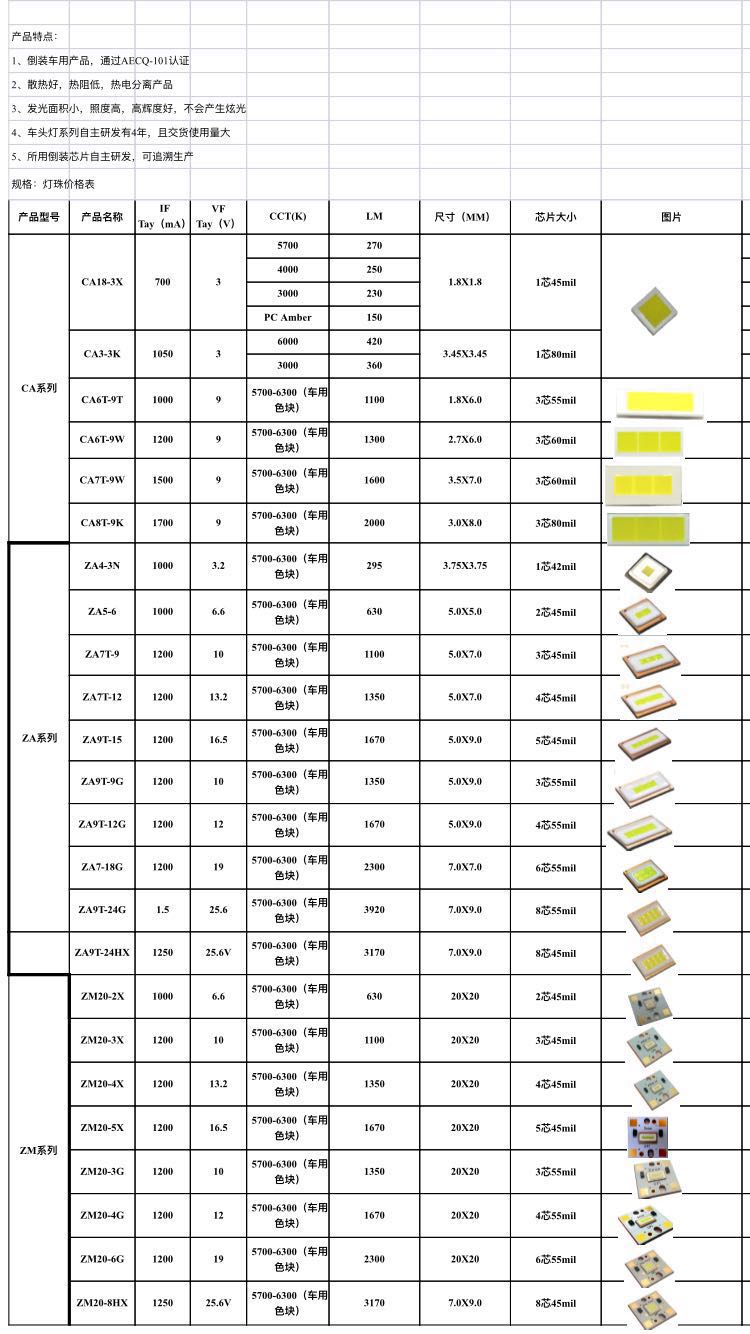 产品特点：
1、倒装车用产品，通过AECQ-101认证
2、散热好，热阻低，热电分离产品
3、发光面积小，照度高，高辉度好，不会产生炫光
4、车头灯系列自主研发有4年，且交货使用量大
5、所用倒装芯片自主研发，可追溯生产
规格：灯珠价格表
产品型号 产品名称 IF Tay（mA） VF Tay（V） CCT(K) LM 尺寸（MM） 芯片大小 图片
CA系列
CA18-3X 700 3 5700 270 1.8X1.8 1芯45mil
4000 250
3000 230
PC Amber 150
CA3-3K 1050 3 6000 420 3.45X3.45 1芯80mil
3000 360
CA6T-9T 1000 9 5700-6300（车用色块） 1100 1.8X6.0 3芯55mil
CA6T-9W 1200 9 5700-6300（车用色块） 1300 2.7X6.0 3芯60mil
CA7T-9W 1500 9 5700-6300（车用色块） 1600 3.5X7.0 3芯60mil
CA8T-9K 1700 9 5700-6300（车用色块） 2000 3.0X8.0 3芯80mil
ZA系列
ZA4-3N 1000 3.2 5700-6300（车用色块） 295 3.75X3.75 1芯42mil
ZA5-6 1000 6.6 5700-6300（车用色块） 630 5.0X5.0 2芯45mil
ZA7T-9 1200 10 5700-6300（车用色块） 1100 5.0X7.0 3芯45mil
ZA7T-12 1200 13.2 5700-6300（车用色块） 1350 5.0X7.0 4芯45mil
ZA9T-15 1200 16.5 5700-6300（车用色块） 1670 5.0X9.0 5芯45mil
ZA9T-9G 1200 10 5700-6300（车用色块） 1350 5.0X9.0 3芯55mil
ZA9T-12G 1200 12 5700-6300（车用色块） 1670 5.0X9.0 4芯55mil
ZA7-18G 1200 19 5700-6300（车用色块） 2300 7.0X7.0 6芯55mil
ZA9T-24G 1.5 25.6 5700-6300（车用色块） 3920 7.0X9.0 8芯55mil
ZA9T-24HX 1250 25.6V 5700-6300（车用色块） 3170 7.0X9.0 8芯45mil
ZM系列
ZM20-2X 1000 6.6 5700-6300（车用色块） 630 20X20 2芯45mil
ZM20-3X 1200 10 5700-6300（车用色块） 1100 20X20 3芯45mil
ZM20-4X 1200 13.2 5700-6300（车用色块） 1350 20X20 4芯45mil
ZM20-5X 1200 16.5 5700-6300（车用色块） 1670 20X20 5芯45mil
ZM20-3G 1200 10 5700-6300（车用色块） 1350 20X20 3芯55mil
ZM20-4G 1200 12 5700-6300（车用色块） 1670 20X20 4芯55mil
ZM20-6G 1200 19 5700-6300（车用色块） 2300 20X20 6芯55mil
ZM20-8HX 1250 25.6V 5700-6300（车用色块） 3170 7.0X9.0 8芯45mil